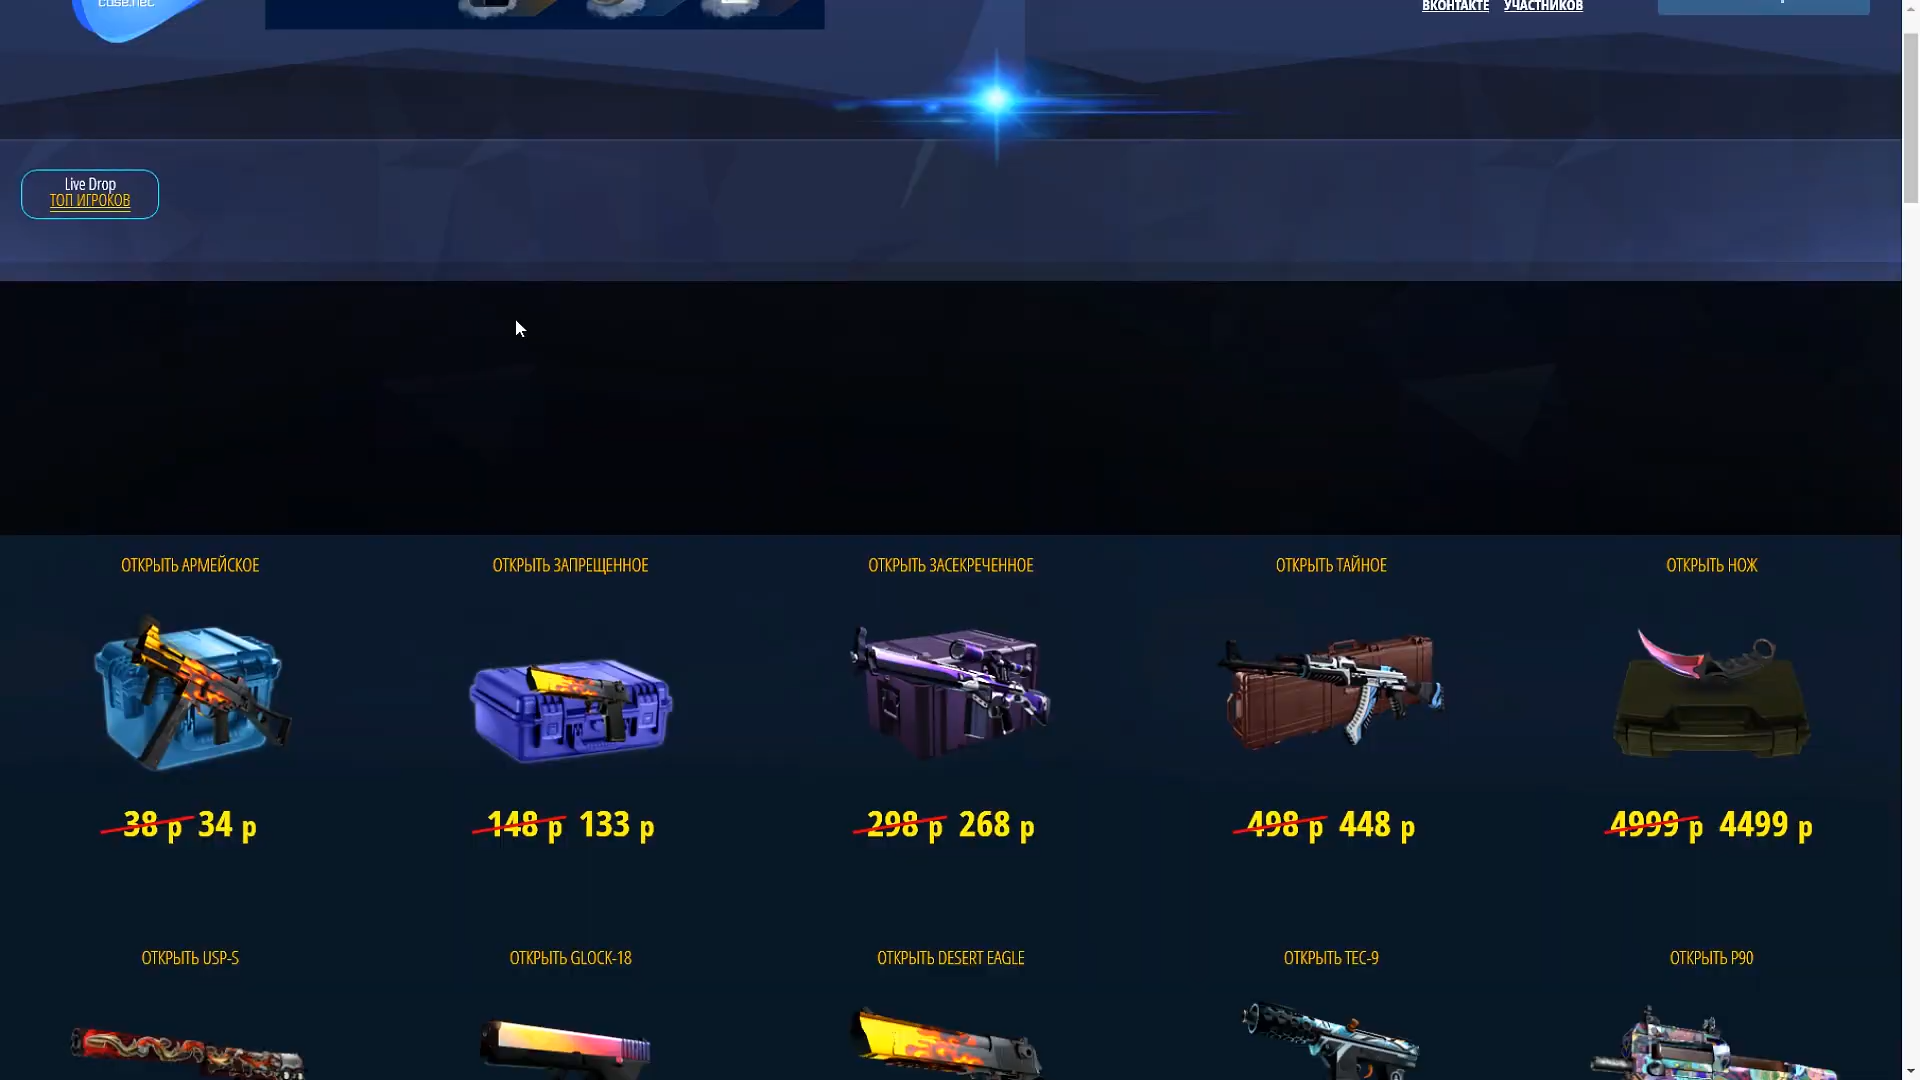 case.net
ВКОНТАКТЕ УЧАСТНИКОВ
Live Drop
ТОП ИГРОКОВ
ОТКРЫТЬ АРМЕЙСКОЕ
ОТКРЫТЬ ЗАПРЕЩЕННОЕ
ОТКРЫТЬ ЗАСЕКРЕЧЕННОЕ
ОТКРЫТЬ ТАЙНОЕ
ОТКРЫТЬ НОЖ
38 р 34 р
148 р 133 р
298 р 268 р
498 р 448 р
4999 р 4499 р
ОТКРЫТЬ USP-S
ОТКРЫТЬ GLOCK-18
ОТКРЫТЬ DESERT EAGLE
ОТКРЫТЬ TEC-9
ОТКРЫТЬ P90